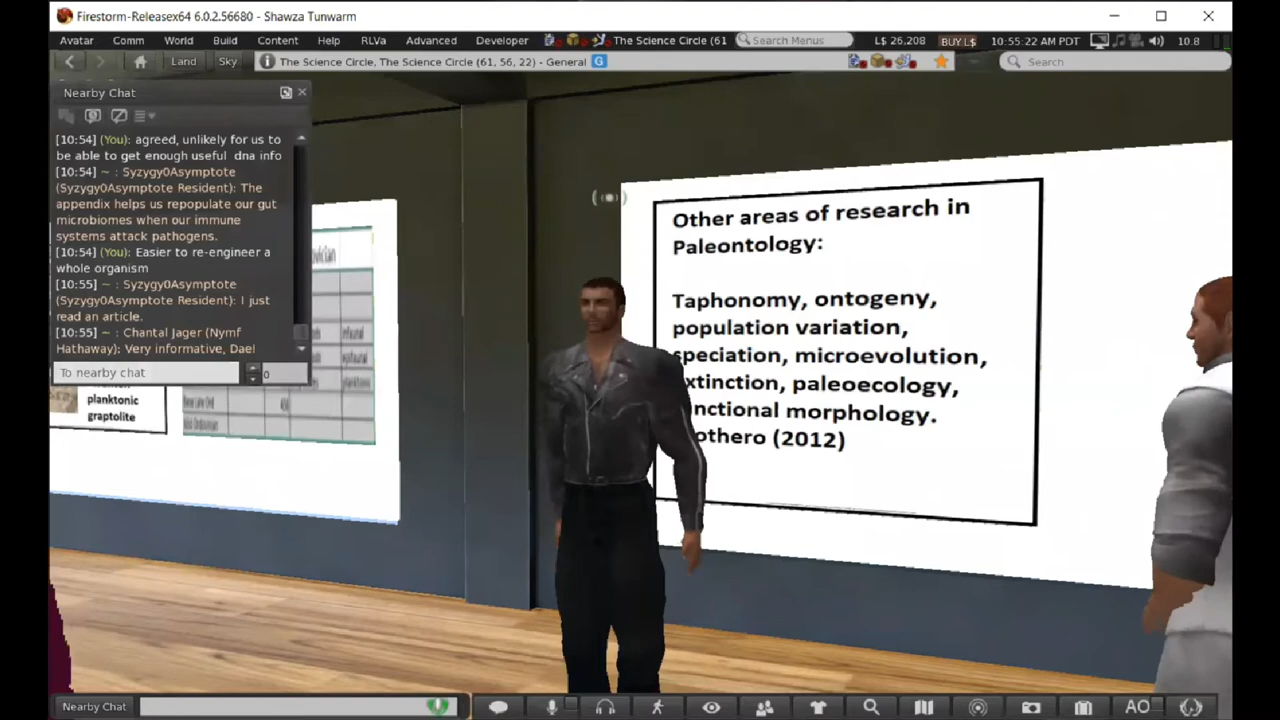 Firestorm-Releasex64 6.0.2.56680 - Shawza Tunwarm
Avatar Comm World Build Content Help RLVa Advanced Developer The Science Circle (61 Search Menus L$ 26,208 BUY L$ 10:55:22 AM PDT 10.8
Land Sky The Science Circle, The Science Circle (61, 56, 22) - General G Search
Nearby Chat
[10:54] (You): agreed, unlikely for us to
be able to get enough useful dna info
[10:54] ~ : Syzygy0Asymptote
(Syzygy0Asymptote Resident): The
appendix helps us repopulate our gut
microbiomes when our immune
systems attack pathogens.
[10:54] (You): Easier to re-engineer a
whole organism
[10:55] ~ : Syzygy0Asymptote
(Syzygy0Asymptote Resident): I just
read an article.
[10:55] ~ : Chantal Jager (Nymf
Hathaway): Very informative, Dae!
To nearby chat 0
planktonic
graptolite
Other areas of research in
Paleontology:
Taphonomy, ontogeny,
population variation,
speciation, microevolution,
xtinction, paleoecology,
nctional morphology.
othero (2012)
Nearby Chat AO